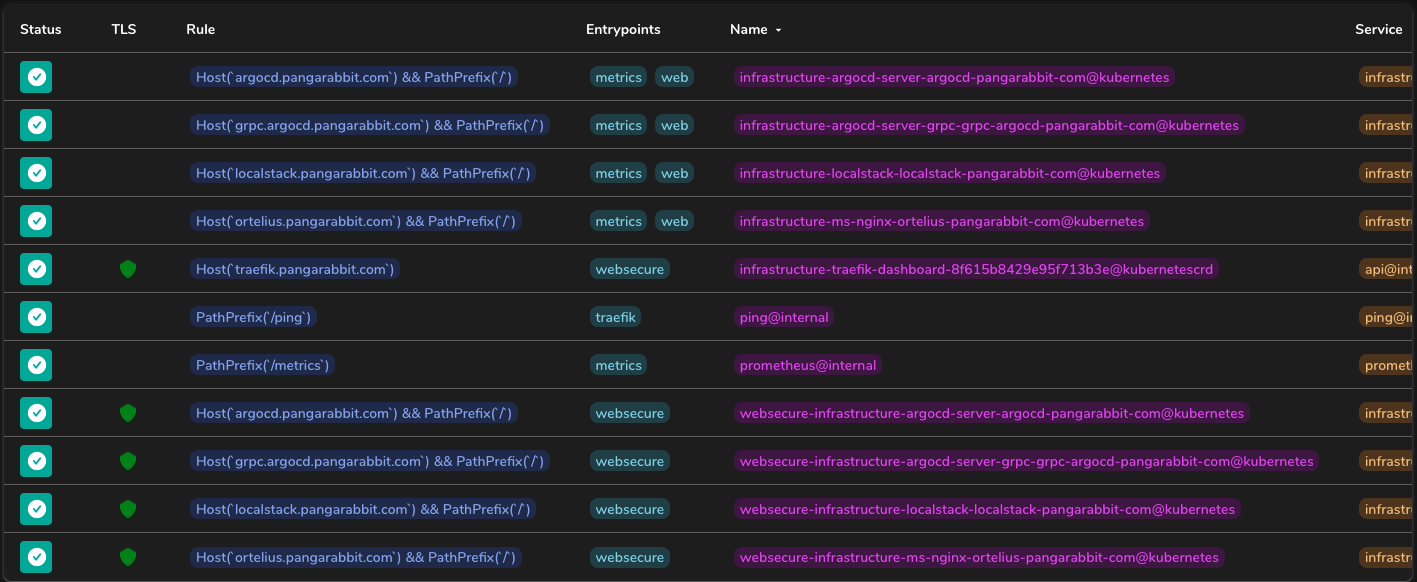 Status TLS Rule Entrypoints Name Service
Host(`argocd.pangarabbit.com`) && PathPrefix(`/`) metrics web infrastructure-argocd-server-argocd-pangarabbit-com@kubernetes infrastr
Host(`grpc.argocd.pangarabbit.com`) && PathPrefix(`/`) metrics web infrastructure-argocd-server-grpc-grpc-argocd-pangarabbit-com@kubernetes infrastr
Host(`localstack.pangarabbit.com`) && PathPrefix(`/`) metrics web infrastructure-localstack-localstack-pangarabbit-com@kubernetes infrastr
Host(`ortelius.pangarabbit.com`) && PathPrefix(`/`) metrics web infrastructure-ms-nginx-ortelius-pangarabbit-com@kubernetes infrastr
Host(`traefik.pangarabbit.com`) websecure infrastructure-traefik-dashboard-8f615b8429e95f713b3e@kubernetescrd api@int
PathPrefix(`/ping`) traefik ping@internal ping@in
PathPrefix(`/metrics`) metrics prometheus@internal promet
Host(`argocd.pangarabbit.com`) && PathPrefix(`/`) websecure websecure-infrastructure-argocd-server-argocd-pangarabbit-com@kubernetes infrastr
Host(`grpc.argocd.pangarabbit.com`) && PathPrefix(`/`) websecure websecure-infrastructure-argocd-server-grpc-grpc-argocd-pangarabbit-com@kubernetes infrastr
Host(`localstack.pangarabbit.com`) && PathPrefix(`/`) websecure websecure-infrastructure-localstack-localstack-pangarabbit-com@kubernetes infrastr
Host(`ortelius.pangarabbit.com`) && PathPrefix(`/`) websecure websecure-infrastructure-ms-nginx-ortelius-pangarabbit-com@kubernetes infrastr